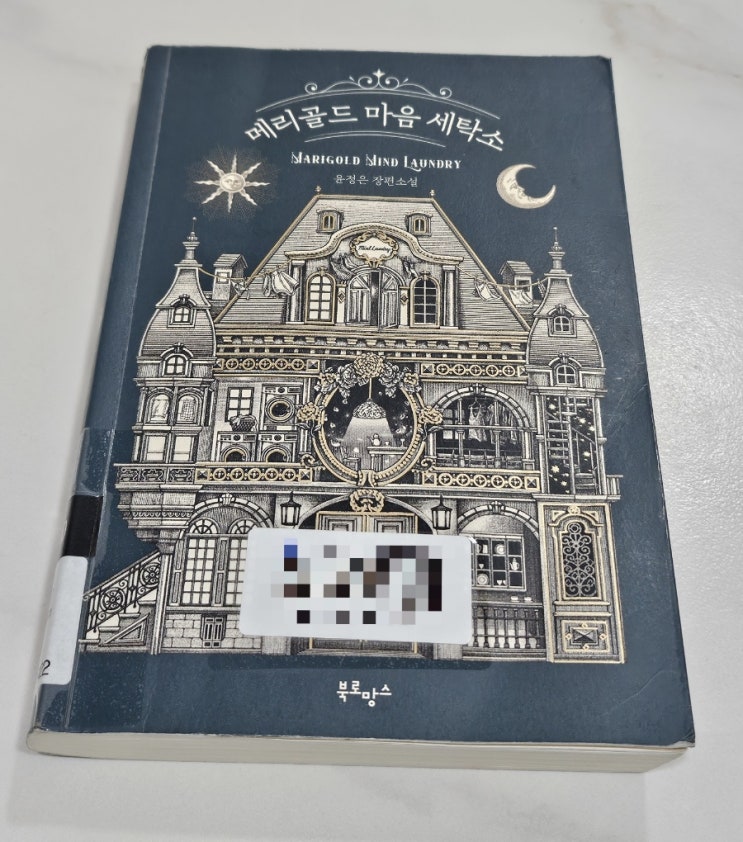 메리골드 마음 세탁소
MARIGOLD MIND LAUNDRY
윤정은 장편소설
Mind Laundry
북로망스
2